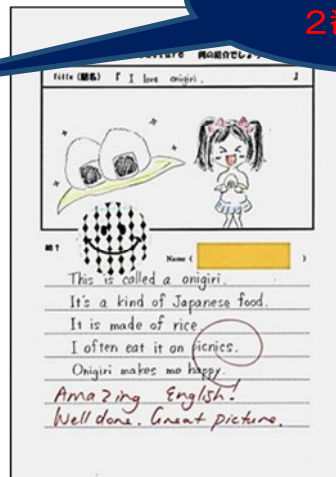 2
Title (題名) 『 I love onigiri. 』
Name ( )
This is called a onigiri.
It's a kind of Japanese food.
It is made of rice
I often eat it on picnics.
Onigiri makes me happy.
Amazing English!
Well done. Great picture.